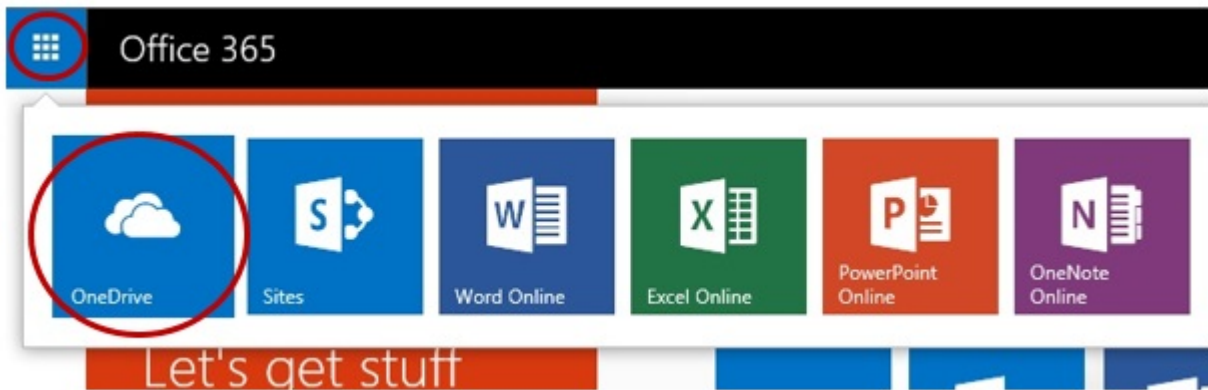 Office 365
OneDrive
S
Sites
W
Word Online
X
Excel Online
P
PowerPoint
Online
N
OneNote
Online
Let's get stuff